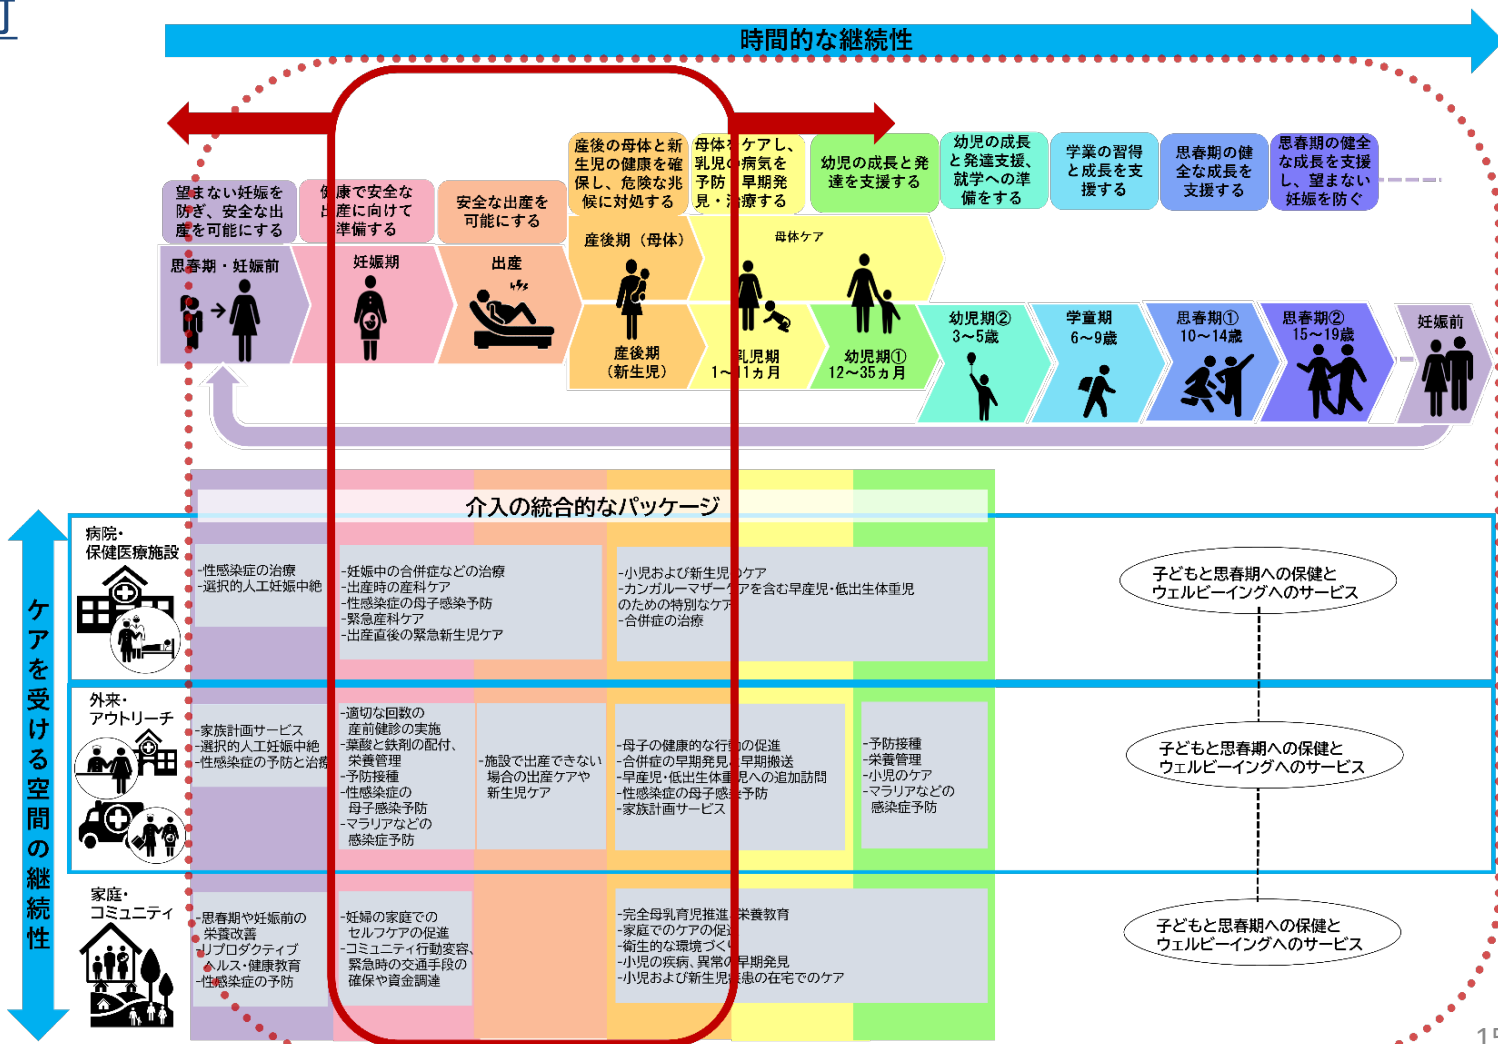 時間的な継続性
望まない妊娠を
防ぎ、安全な出
産を可能にする
健康で安全な
出産に向けて
準備する
安全な出産を
可能にする
産後の母体と新
生児の健康を確
保し、危険な兆
候に対処する
母体をケアし、
乳児の病気を
予防・早期発
見・治療する
幼児の成長と発
達を支援する
幼児の成長
と発達支援、
就学への準
備をする
学業の習得
と成長を支
援する
思春期の健
全な成長を
支援する
思春期の健全
な成長を支援
し、望まない
妊娠を防ぐ
思春期・妊娠前
妊娠期
出産
産後期(母体)
母体ケア
産後期
(新生児)
乳児期
1~11ヵ月
幼児期①
12~35ヵ月
幼児期②
3~5歳
学童期
6~9歳
思春期①
10~14歳
思春期②
15~19歳
妊娠前
介入の統合的なパッケージ
ケアを受ける空間の継続性
病院・
保健医療施設
-性感染症の治療
-選択的人工妊娠中絶
-妊娠中の合併症などの治療
-出産時の産科ケア
-性感染症の母子感染予防
-緊急産科ケア
-出産直後の緊急新生児ケア
-小児および新生児のケア
-カンガルーマザーケアを含む早産児・低出生体重児
のための特別なケア
-合併症の治療
子どもと思春期への保健と
ウェルビーイングへのサービス
外来・
アウトリーチ
-家族計画サービス
-選択的人工妊娠中絶
-性感染症の予防と治療
-適切な回数の
産前健診の実施
-葉酸と鉄剤の配付、
栄養管理
-予防接種
-性感染症の
母子感染予防
-マラリアなどの
感染症予防
-施設で出産できない
場合の出産ケアや
新生児ケア
-母子の健康的な行動の促進
-合併症の早期発見と早期搬送
-早産児・低出生体重児への追加訪問
-性感染症の母子感染予防
-家族計画サービス
-予防接種
-栄養管理
-小児のケア
-マラリアなどの
感染症予防
子どもと思春期への保健と
ウェルビーイングへのサービス
家庭・
コミュニティ
-思春期や妊娠前の
栄養改善
-リプロダクティブ
ヘルス・健康教育
-性感染症の予防
-妊婦の家庭での
セルフケアの促進
-コミュニティ行動変容、
緊急時の交通手段の
確保や資金調達
-完全母乳育児推進、栄養教育
-家庭でのケアの促進
-衛生的な環境づくり
-小児の疾病、異常の早期発見
-小児および新生児疾患の在宅でのケア
子どもと思春期への保健と
ウェルビーイングへのサービス